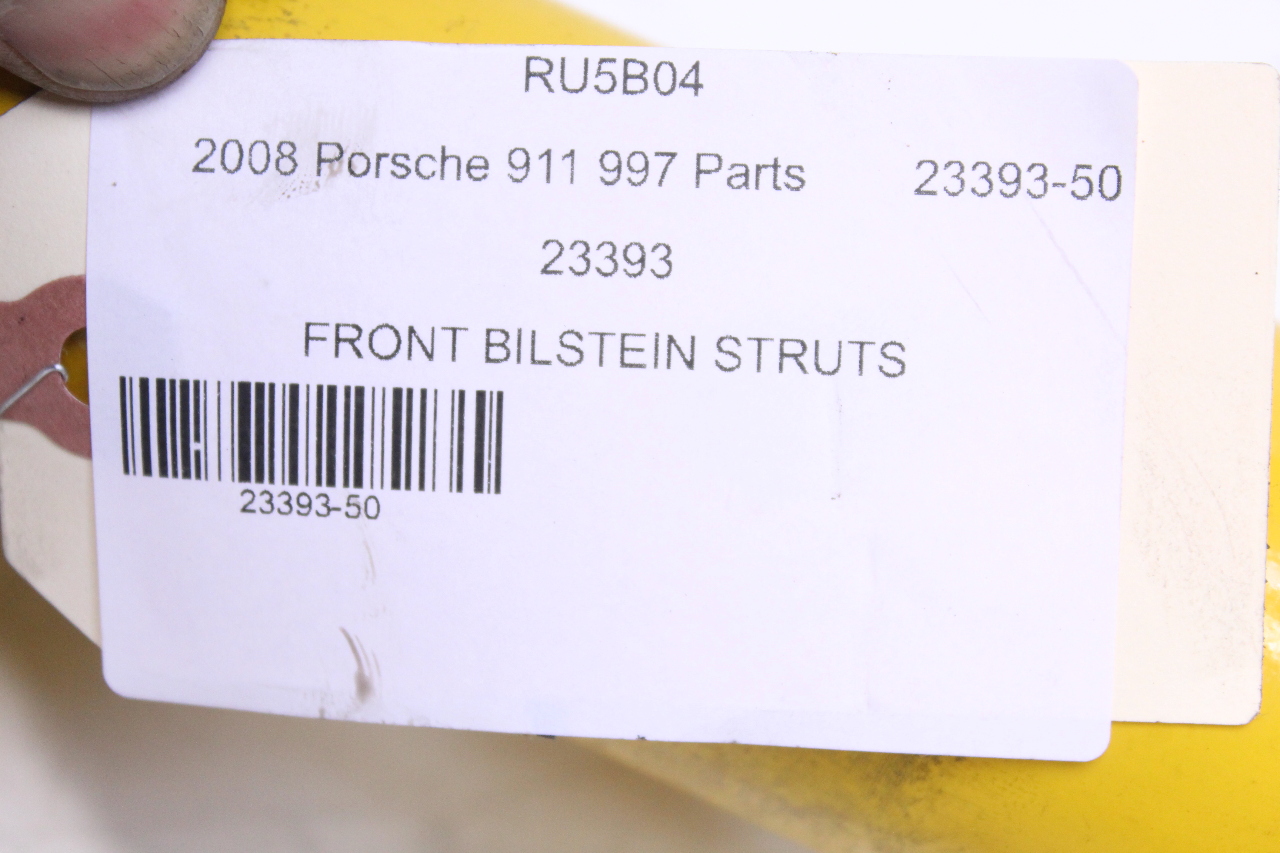 RU5B04
2008 Porsche 911 997 Parts 23393-50
23393
FRONT BILSTEIN STRUTS
23393-50